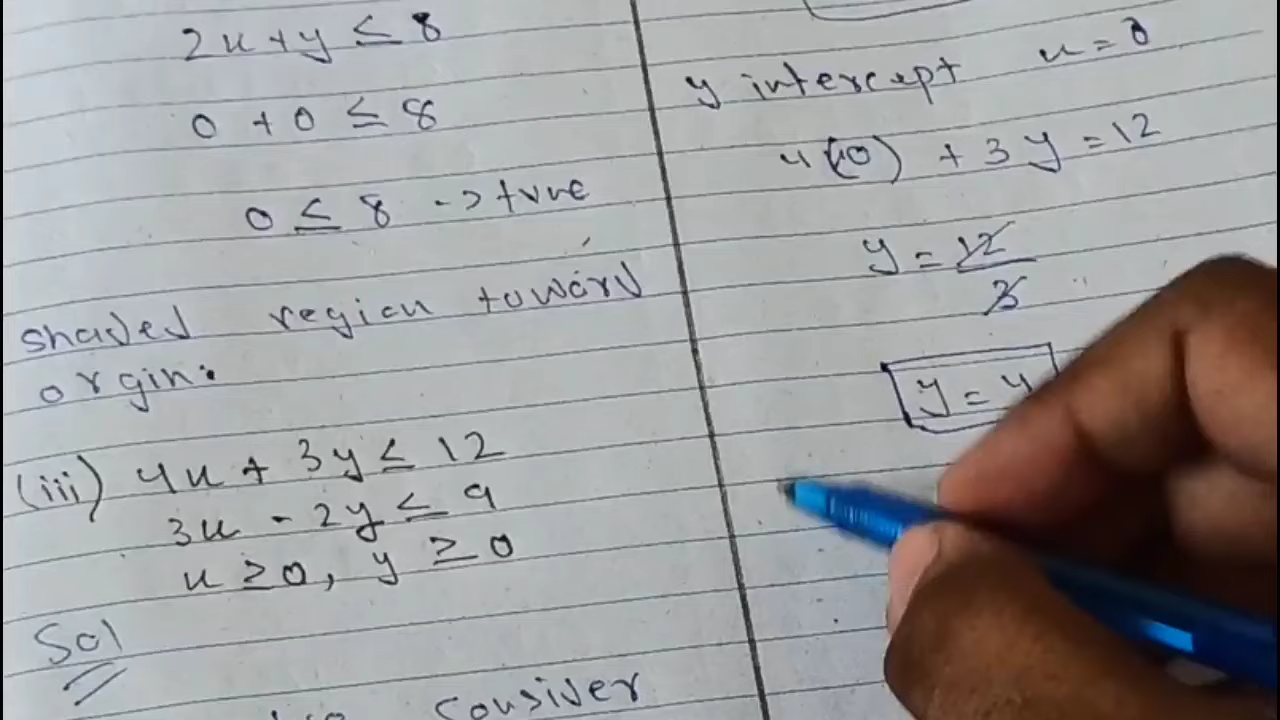 2x + y ≤ 8
0 + 0 ≤ 8
0 ≤ 8 -> true
shaded region toward
orgin.
(iii) 4x + 3y ≤ 12
3x - 2y ≤ 9
x ≥ 0, y ≥ 0
Sol
consider
y intercept x = 0
4(0) + 3y = 12
y = 12
3
y = 4